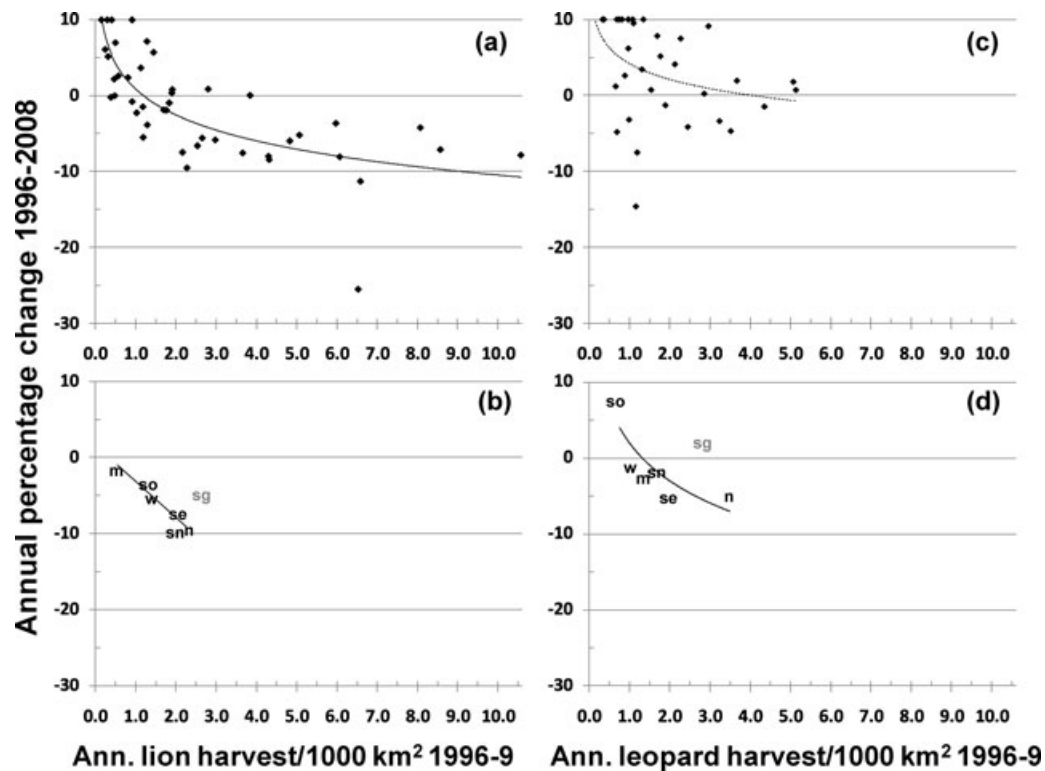 Annual percentage change 1996-2008
10
0
-10
-20
-30
(a)
0.0 1.0 2.0 3.0 4.0 5.0 6.0 7.0 8.0 9.0 10.0
10
0
-10
-20
-30
(c)
0.0 1.0 2.0 3.0 4.0 5.0 6.0 7.0 8.0 9.0 10.0
10
0
-10
-20
-30
(b)
m
so
w
sg
se
sn n
0.0 1.0 2.0 3.0 4.0 5.0 6.0 7.0 8.0 9.0 10.0
Ann. lion harvest/1000 km² 1996-9
10
0
-10
-20
-30
(d)
so
sg
w
sn
m
se
n
0.0 1.0 2.0 3.0 4.0 5.0 6.0 7.0 8.0 9.0 10.0
Ann. leopard harvest/1000 km² 1996-9